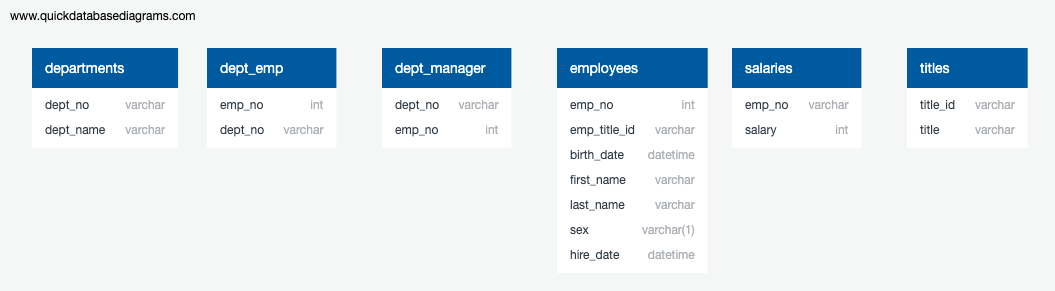 www.quickdatabasediagrams.com
departments
dept_no varchar
dept_name varchar
dept_emp
emp_no int
dept_no varchar
dept_manager
dept_no varchar
emp_no int
employees
emp_no int
emp_title_id varchar
birth_date datetime
first_name varchar
last_name varchar
sex varchar(1)
hire_date datetime
salaries
emp_no varchar
salary int
titles
title_id varchar
title varchar